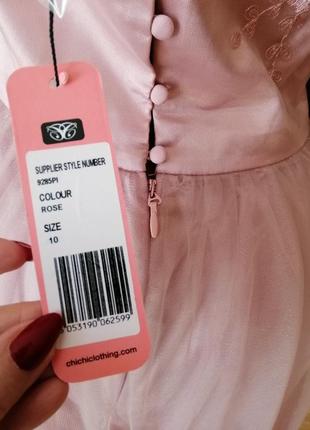 SUPPLIER STYLE NUMBER
9285PI
COLOUR
ROSE
SIZE
10
053190 062599
chichiclothing.com